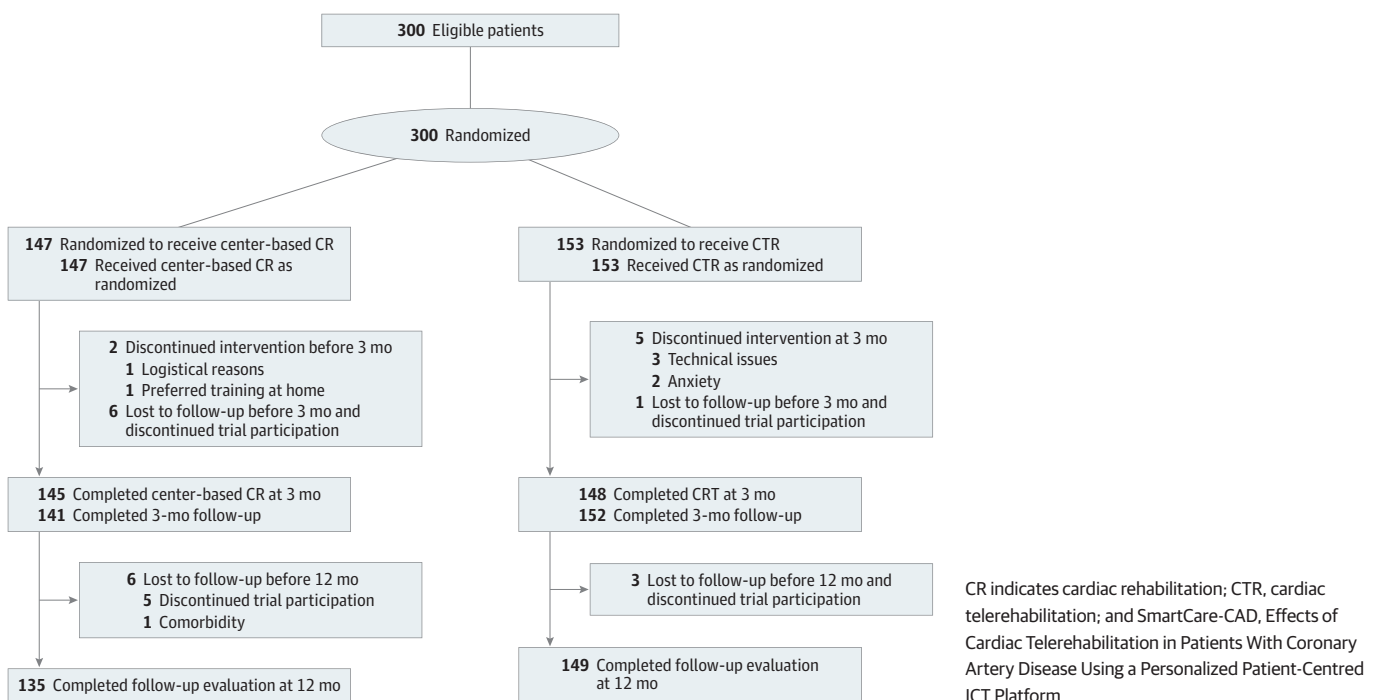 300 Eligible patients
300 Randomized
147 Randomized to receive center-based CR
147 Received center-based CR as
randomized
153 Randomized to receive CTR
153 Received CTR as randomized
2 Discontinued intervention before 3 mo
1 Logistical reasons
1 Preferred training at home
6 Lost to follow-up before 3 mo and
discontinued trial participation
5 Discontinued intervention at 3 mo
3 Technical issues
2 Anxiety
1 Lost to follow-up before 3 mo and
discontinued trial participation
145 Completed center-based CR at 3 mo
141 Completed 3-mo follow-up
148 Completed CRT at 3 mo
152 Completed 3-mo follow-up
6 Lost to follow-up before 12 mo
5 Discontinued trial participation
1 Comorbidity
3 Lost to follow-up before 12 mo and
discontinued trial participation
135 Completed follow-up evaluation at 12 mo
149 Completed follow-up evaluation
at 12 mo
CR indicates cardiac rehabilitation; CTR, cardiac
telerehabilitation; and SmartCare-CAD, Effects of
Cardiac Telerehabilitation in Patients With Coronary
Artery Disease Using a Personalized Patient-Centred
ICT Platform